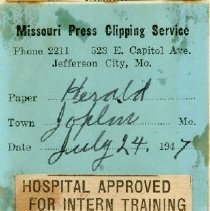 Missouri Press Clipping Service
Phone 2211 523 E. Capitol Ave.
Jefferson City, Mo.
Paper Herald
Town Joplin Mo.
Date July 24. 1947
HOSPITAL APPROVED
FOR INTERN TRAINING